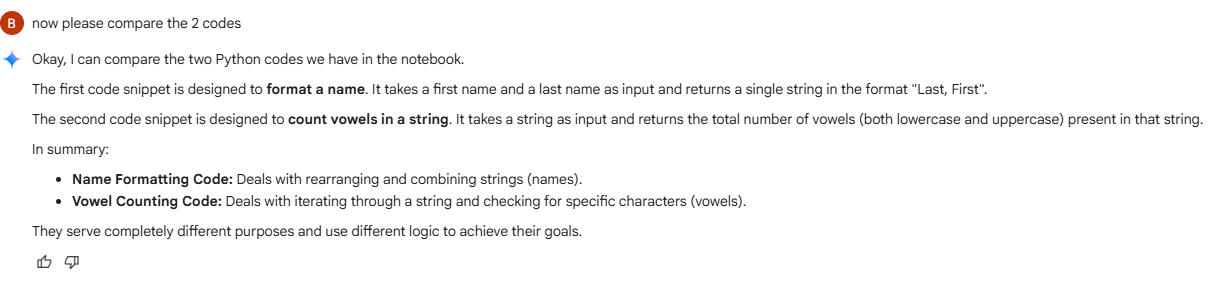 B now please compare the 2 codes
Okay, I can compare the two Python codes we have in the notebook.
The first code snippet is designed to format a name. It takes a first name and a last name as input and returns a single string in the format "Last, First".
The second code snippet is designed to count vowels in a string. It takes a string as input and returns the total number of vowels (both lowercase and uppercase) present in that string.
In summary:
• Name Formatting Code: Deals with rearranging and combining strings (names).
• Vowel Counting Code: Deals with iterating through a string and checking for specific characters (vowels).
They serve completely different purposes and use different logic to achieve their goals.